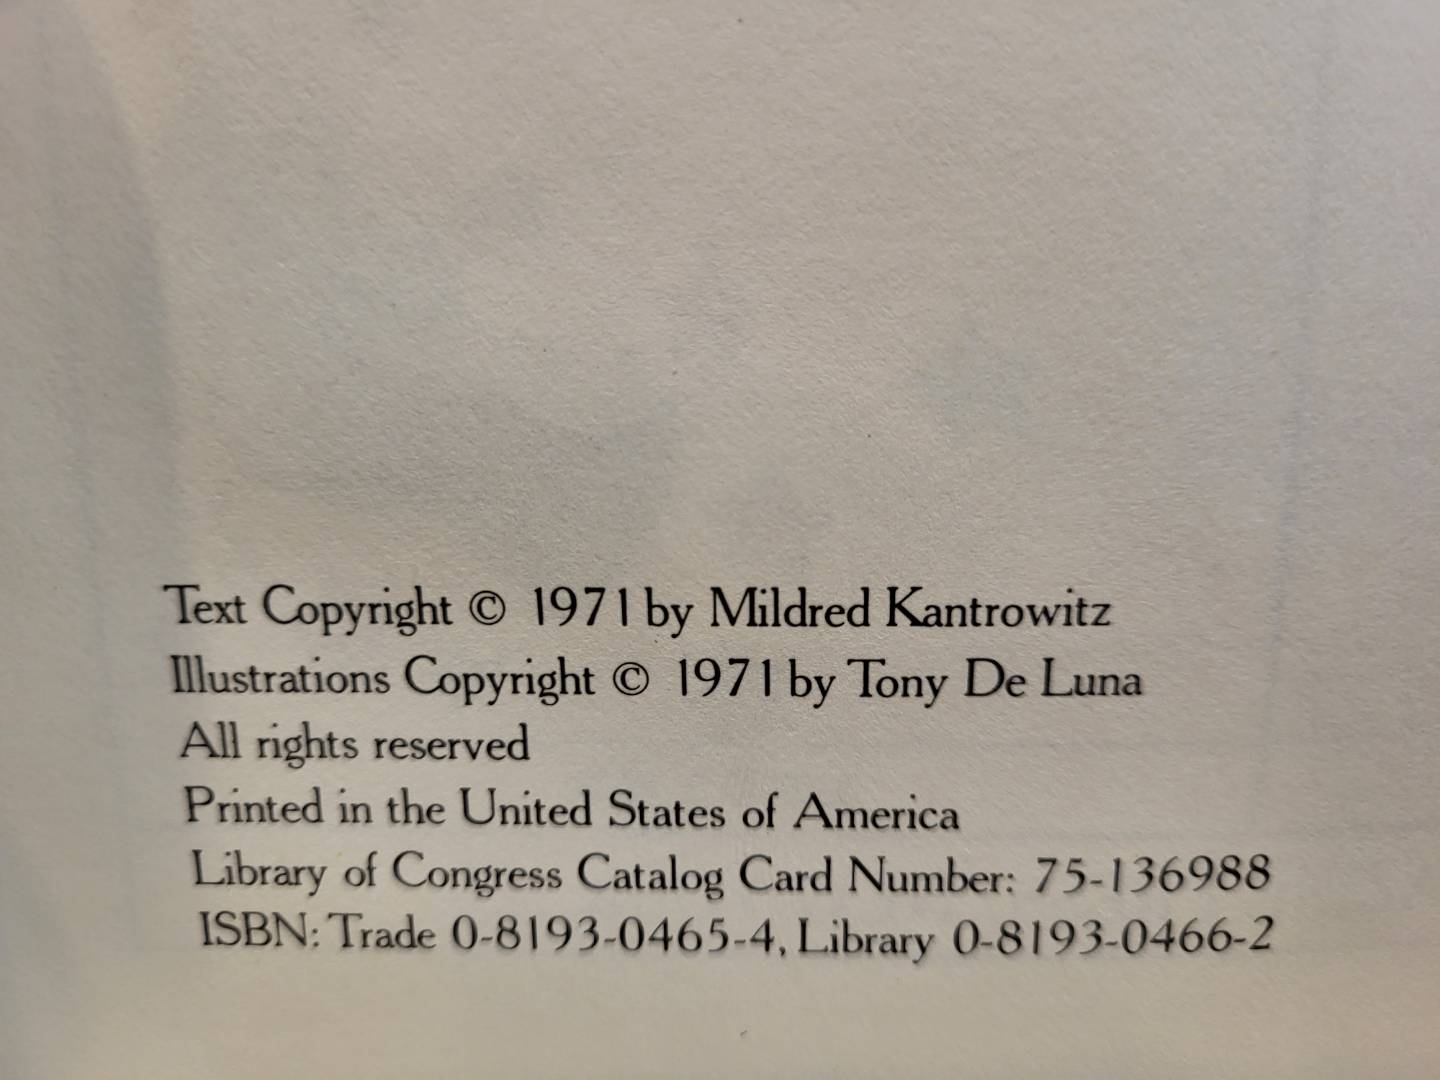 Text Copyright © 1971 by Mildred Kantrowitz
Illustrations Copyright © 1971 by Tony De Luna
All rights reserved
Printed in the United States of America
Library of Congress Catalog Card Number: 75-136988
ISBN: Trade 0-8193-0465-4, Library 0-8193-0466-2